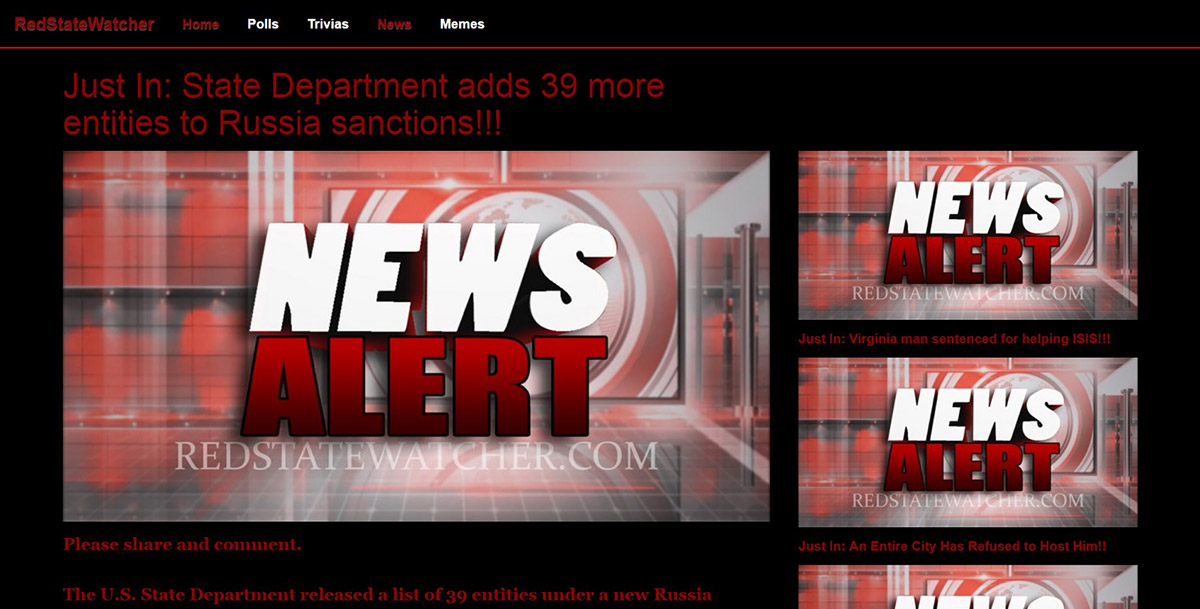 RedStateWatcher Home Polls Trivias News Memes
Just In: State Department adds 39 more
entities to Russia sanctions!!!
NEWS
ALERT
REDSTATEWATCHER.COM
Please share and comment.
The U.S. State Department released a list of 39 entities under a new Russia
NEWS
ALERT
REDSTATEWATCHER.COM
Just In: Virginia man sentenced for helping ISIS!!!
NEWS
ALERT
REDSTATEWATCHER.COM
Just In: An Entire City Has Refused to Host Him!!
NEWS